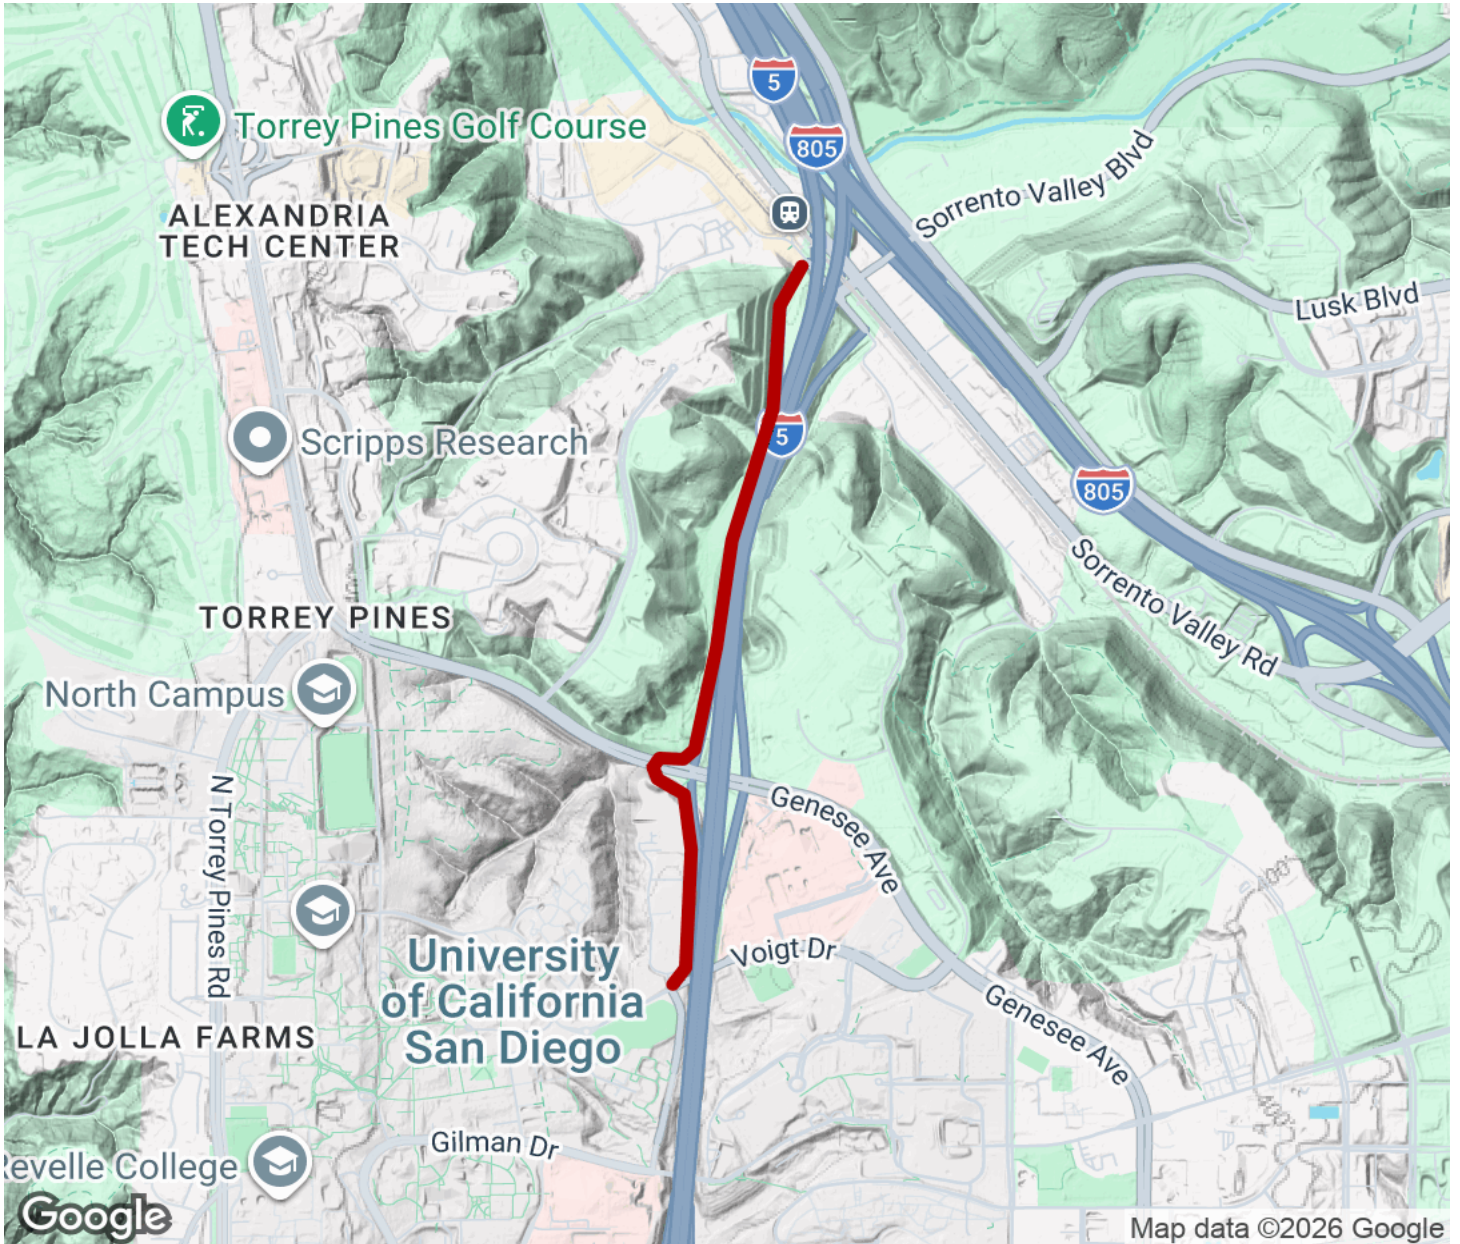 5
805
Torrey Pines Golf Course
Sorrento Valley Blvd
ALEXANDRIA
TECH CENTER
Lusk Blvd
Scripps Research
5
805
TORREY PINES
Sorrento Valley Rd
North Campus
N Torrey Pines Rd
Genesee Ave
400'
Voigt Dr
University
of California
San Diego
Genesee Ave
LA JOLLA FARMS
Gilman Dr
Revelle College
Google
Map data ©2026 Google